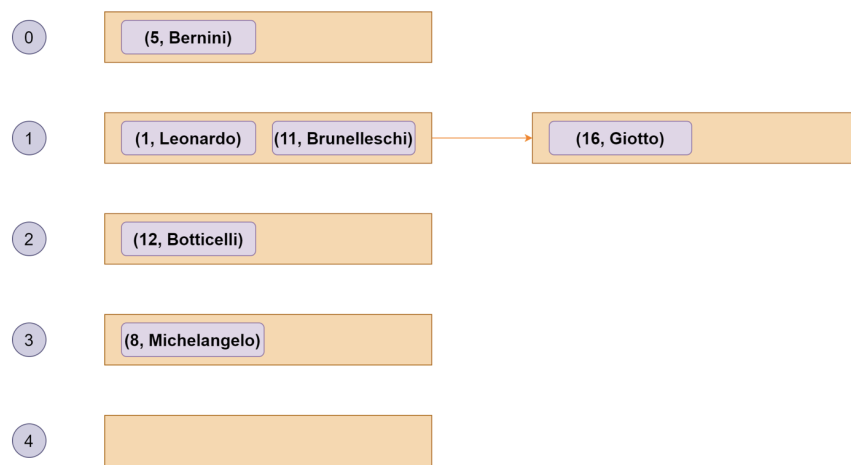 0 (5, Bernini)
1 (1, Leonardo) (11, Brunelleschi) (16, Giotto)
2 (12, Botticelli)
3 (8, Michelangelo)
4